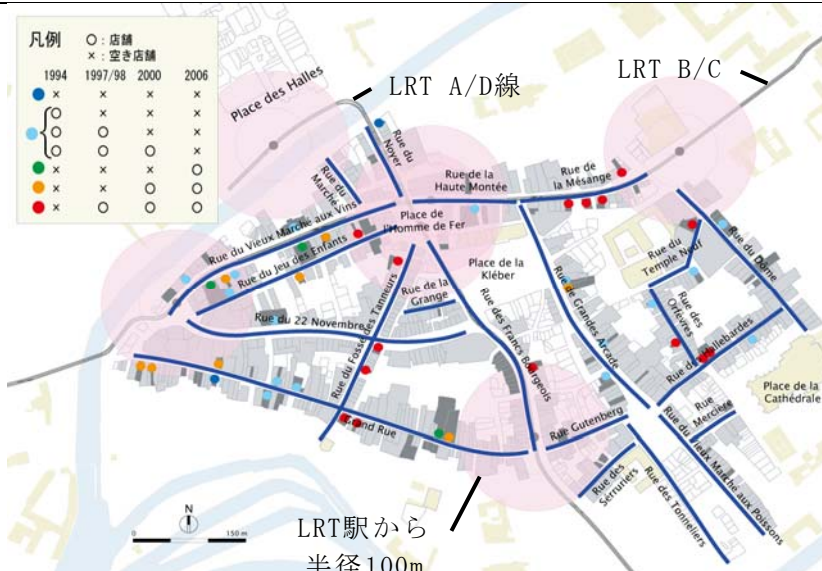 凡例
○:店舗
×:空き店舗
1994 1997/98 2000 2006
× × × ×
○ × × ×
○ ○ × ×
○ ○ ○ ×
× × × ○
× × ○ ○
× ○ ○ ○
LRT A/D線
LRT B/C
Place des Halles
Rue du Noyer
Rue du Marché
Rue de la Haute Montée
Rue de la Mésange
Place de l'Homme de Fer
Rue du Vieux Marché aux Vins
Rue du Jeu des Enfants
Place de la Kléber
Rue du Temple Neuf
Rue du Dôme
Rue de la Grange
Rue du 22 Novembre
Rue du Fosse des Tanneurs
Rue des Francs Bourgeois
Rue de Grandes Arcade
Rue des Orfèvres
Rue des Hallebardes
Place de la Cathédrale
Rue Mercière
Grand Rue
Rue Gutenberg
Rue du Vieux Marché aux Poissons
Rue des Serruriers
Rue des Tonneliers
N
0 150 m
LRT駅から
半径100m